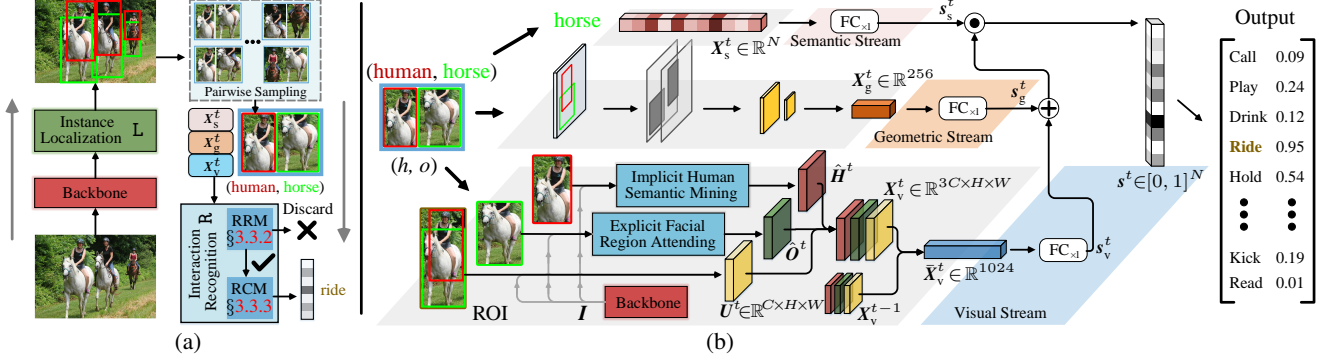 Instance
Localization L
Backbone
Pairwise Sampling
X_s^t
X_g^t
X_v^t
(human, horse)
Interaction
Recognition R
RRM
§3.3.2
Discard
RCM
§3.3.3
ride
(a)
horse
(human, horse)
(h, o)
X_s^t ∈ ℝ^N
FC×1
Semantic Stream
s_s^t
X_g^t ∈ ℝ^256
FC×1
s_g^t
Geometric Stream
Implicit Human
Semantic Mining
Ĥ^t
Explicit Facial
Region Attending
Ô^t
X_v^t ∈ ℝ^3C×H×W
Backbone
ROI
I
U^t ∈ ℝ^C×H×W
X_v^t−1
X̄_v^t ∈ ℝ^1024
FC×1
s_v^t
Visual Stream
s^t ∈ [0, 1]^N
(b)
Output
Call 0.09
Play 0.24
Drink 0.12
Ride 0.95
Hold 0.54
Kick 0.19
Read 0.01